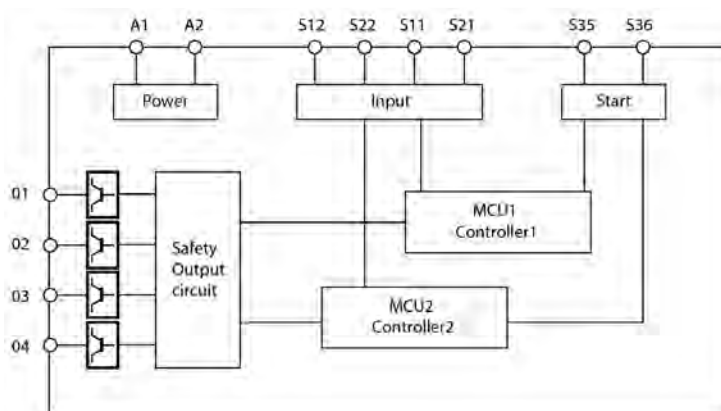 A1 A2 S12 S22 S11 S21 S35 S36
Power Input Start
01
02
03
04
Safety
Output
circuit
MCU1
Controller1
MCU2
Controller2